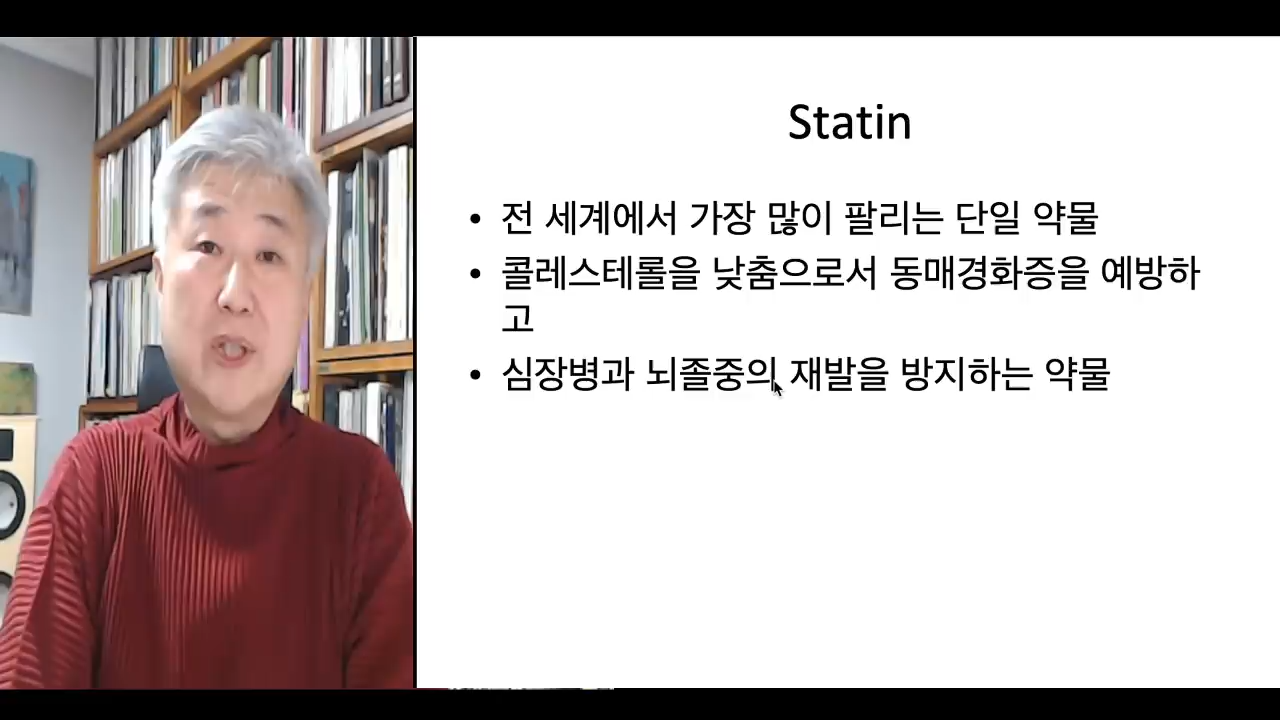 Statin
• 전 세계에서 가장 많이 팔리는 단일 약물
• 콜레스테롤을 낮춤으로서 동매경화증을 예방하
고
• 심장병과 뇌졸중의 재발을 방지하는 약물